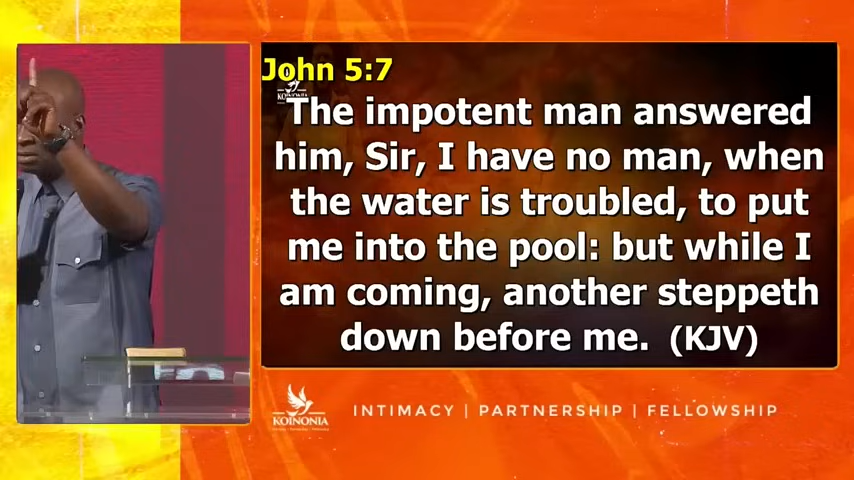 John 5:7
KOINONIA
The impotent man answered
him, Sir, I have no man, when
the water is troubled, to put
me into the pool: but while I
am coming, another steppeth
down before me. (KJV)
KOINONIA
INTIMACY | PARTNERSHIP | FELLOWSHIP